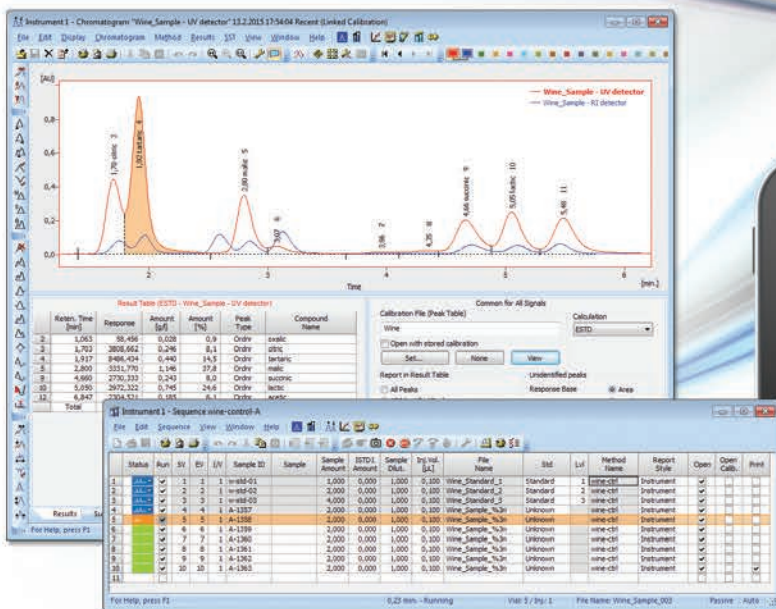 Instrument 1 - Chromatogram "Wine_Sample - UV detector" 13.2.2015 17:54:04 Recent (Linked Calibration)
File Edit Display Chromatogram Method Results SST View Window Help
[AU]
Wine_Sample - UV detector
Wine_Sample - RI detector
0,8
0,6
0,4
0,2
0,0
1,70 citric 3
1,92 tartaric 4
2,80 malic 5
3,07 6
3,96 7
4,35 8
4,66 succinic 9
5,05 lactic 10
5,48 11
2 3 4 5 6
Time
[min.]
Result Table (ESTD - Wine_Sample - UV detector)
Reten. Time [min] Response Amount [g/l] Amount [%] Peak Type Compound Name
2 1,063 58,456 0,028 0,9 Ordnr oxalic
3 1,703 3808,662 0,246 8,1 Ordnr citric
4 1,917 8486,434 0,440 14,5 Ordnr tartaric
5 2,800 3351,770 1,146 37,8 Ordnr malic
9 4,660 2730,333 0,243 8,0 Ordnr succinic
10 5,050 2972,322 0,745 24,6 Ordnr lactic
12 6,847 2304,521 0,185 6,1 Ordnr acetic
Total
Common for All Signals
Calibration File (Peak Table)
Calculation
Wine
ESTD
Open with stored calibration
Set... None View
Report in Result Table
Unidentified peaks
All Peaks
Response Base
Area
Results
For Help, press F1
Instrument 1 - Sequence wine-control-A
File Edit Sequence View Window Help
Status Run SV EV I/V Sample ID Sample Sample Amount ISTD1 Amount Sample Dilut. Inj.Vol. [µL] File Name Std Lvl Method Name Report Style Open Open Calib. Print
1 1 1 1 w-std-01 1,000 0,000 1,000 0,100 Wine_Standard_1 Standard 1 wine-ctrl Instrument
2 2 2 1 w-std-02 2,000 0,000 1,000 0,100 Wine_Standard_2 Standard 2 wine-ctrl Instrument
3 3 3 1 w-std-03 4,000 0,000 1,000 0,100 Wine_Standard_3 Standard 3 wine-ctrl Instrument
4 4 4 1 A-1357 2,000 0,000 1,000 0,100 Wine_Sample_%3n Unknown wine-ctrl Instrument
5 5 5 1 A-1358 2,000 0,000 1,000 0,100 Wine_Sample_%3n Unknown wine-ctrl Instrument
6 6 6 1 A-1359 2,000 0,000 1,000 0,100 Wine_Sample_%3n Unknown wine-ctrl Instrument
7 7 7 1 A-1360 2,000 0,000 1,000 0,100 Wine_Sample_%3n Unknown wine-ctrl Instrument
8 8 8 1 A-1361 2,000 0,000 1,000 0,100 Wine_Sample_%3n Unknown wine-ctrl Instrument
9 9 9 1 A-1362 2,000 0,000 1,000 0,100 Wine_Sample_%3n Unknown wine-ctrl Instrument
10 10 10 1 A-1363 2,000 0,000 1,000 0,100 Wine_Sample_%3n Unknown wine-ctrl Instrument
11
For Help, press F1 0,23 min. - Running Vial: 5 / Inj.: 1 File Name: Wine_Sample_002 Passive Auto